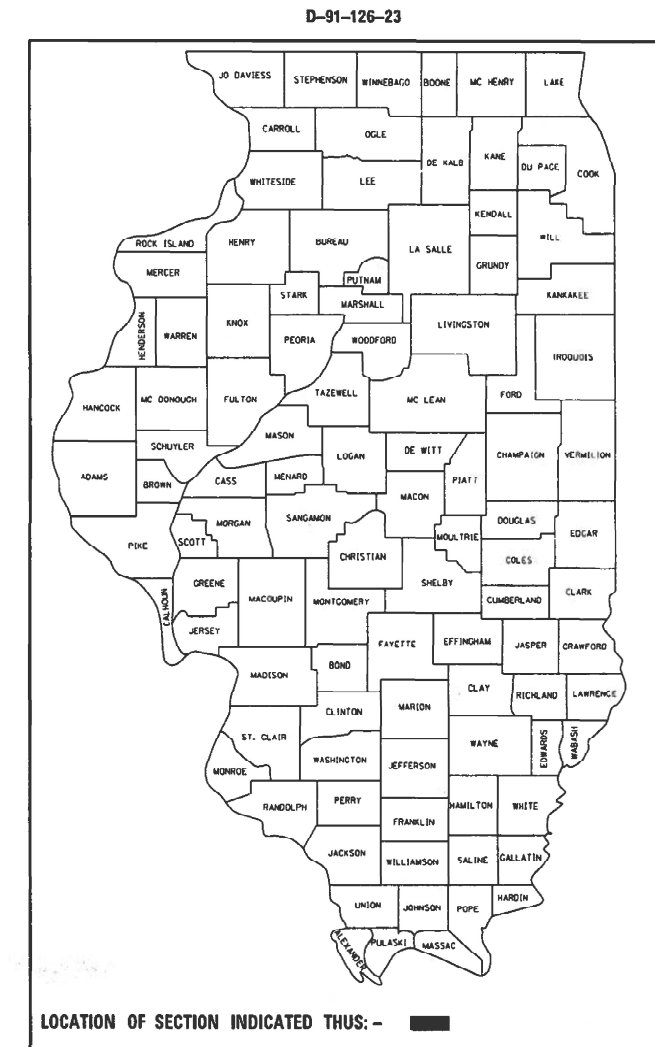 D-91-126-23
JO DAVIESS STEPHENSON WINNEBAGO BOONE MC HENRY LAKE
CARROLL OGLE DE KALB KANE DU PAGE COOK
WHITESIDE LEE
KENDALL
ROCK ISLAND HENRY BUREAU LA SALLE WILL
MERCER PUTNAM GRUNDY
STARK MARSHALL KANKAKEE
HENDERSON WARREN KNOX PEORIA WOODFORD LIVINGSTON IROQUOIS
HANCOCK MC DONOUGH FULTON TAZEWELL MC LEAN FORD
SCHUYLER MASON
ADAMS BROWN CASS MENARD LOGAN DE WITT PIATT CHAMPAIGN VERMILION
MACON
PIKE SCOTT MORGAN SANGAMON CHRISTIAN MOULTRIE DOUGLAS EDGAR
COLES
CALHOUN GREENE MACOUPIN MONTGOMERY SHELBY CUMBERLAND CLARK
JERSEY
MADISON BOND FAYETTE EFFINGHAM JASPER CRAWFORD
CLINTON MARION CLAY RICHLAND LAWRENCE
ST. CLAIR WAYNE EDWARDS WABASH
MONROE WASHINGTON JEFFERSON
RANDOLPH PERRY HAMILTON WHITE
FRANKLIN
JACKSON WILLIAMSON SALINE GALLATIN
UNION JOHNSON POPE HARDIN
ALEXANDER PULASKI MASSAC
LOCATION OF SECTION INDICATED THUS: -